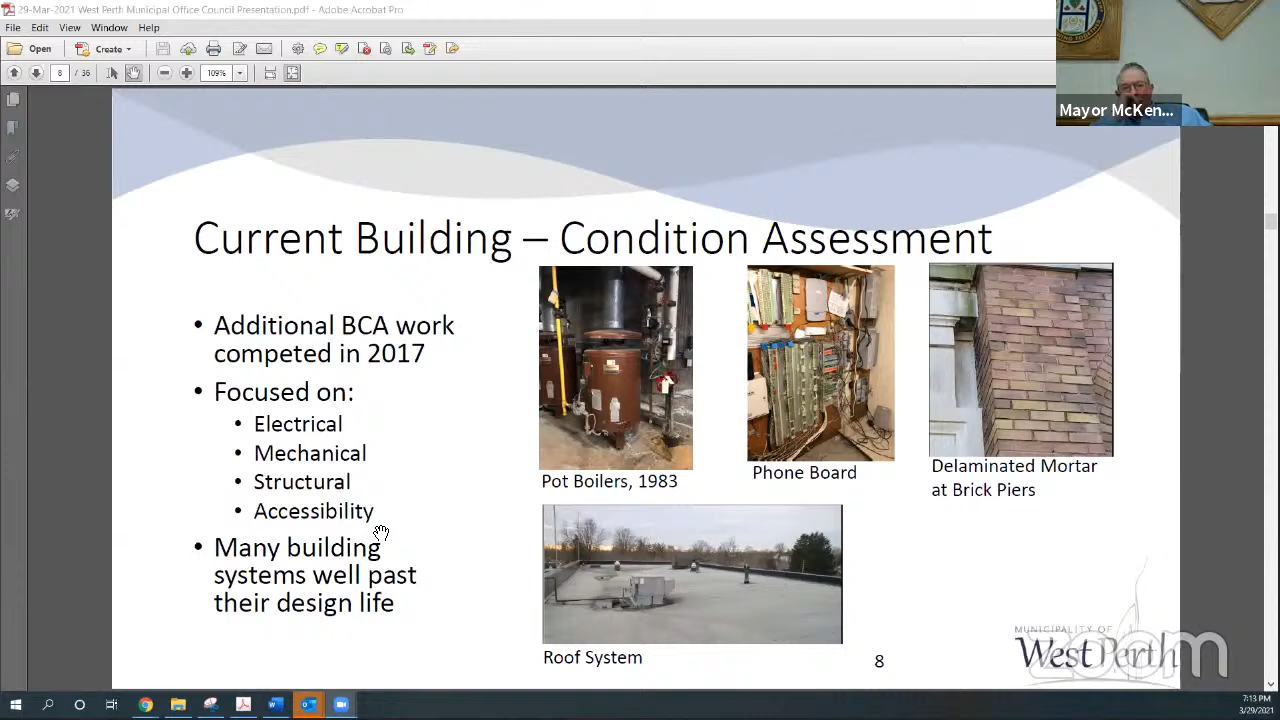 29-Mar-2021 West Perth Municipal Office Council Presentation.pdf - Adobe Acrobat Pro
File Edit View Window Help
Open Create
8 / 36 109%
Mayor McKen...
Current Building – Condition Assessment
• Additional BCA work
competed in 2017
• Focused on:
• Electrical
• Mechanical
• Structural
• Accessibility
• Many building
systems well past
their design life
Pot Boilers, 1983
Phone Board
Delaminated Mortar
at Brick Piers
Roof System
8
MUNICIPALITY OF
West Perth
zoom
7:13 PM
3/29/2021